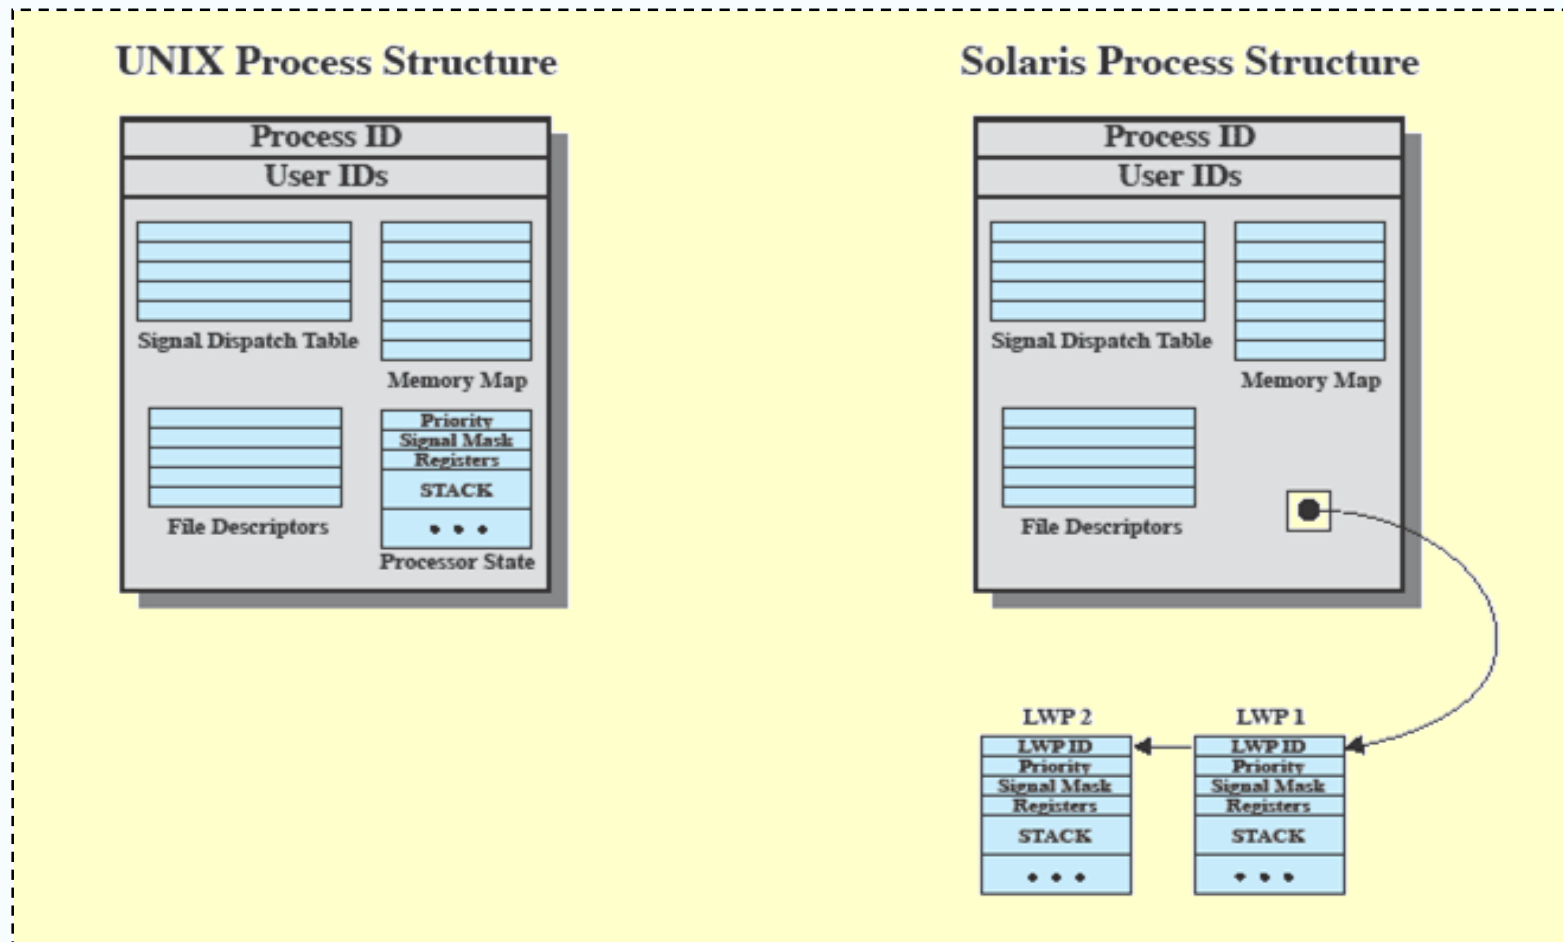 UNIX Process Structure
Process ID
User IDs
Signal Dispatch Table
Memory Map
Priority
Signal Mask
Registers
STACK
• • •
File Descriptors
Processor State
Solaris Process Structure
Process ID
User IDs
Signal Dispatch Table
Memory Map
File Descriptors
LWP 2
LWP ID
Priority
Signal Mask
Registers
STACK
• • •
LWP 1
LWP ID
Priority
Signal Mask
Registers
STACK
• • •